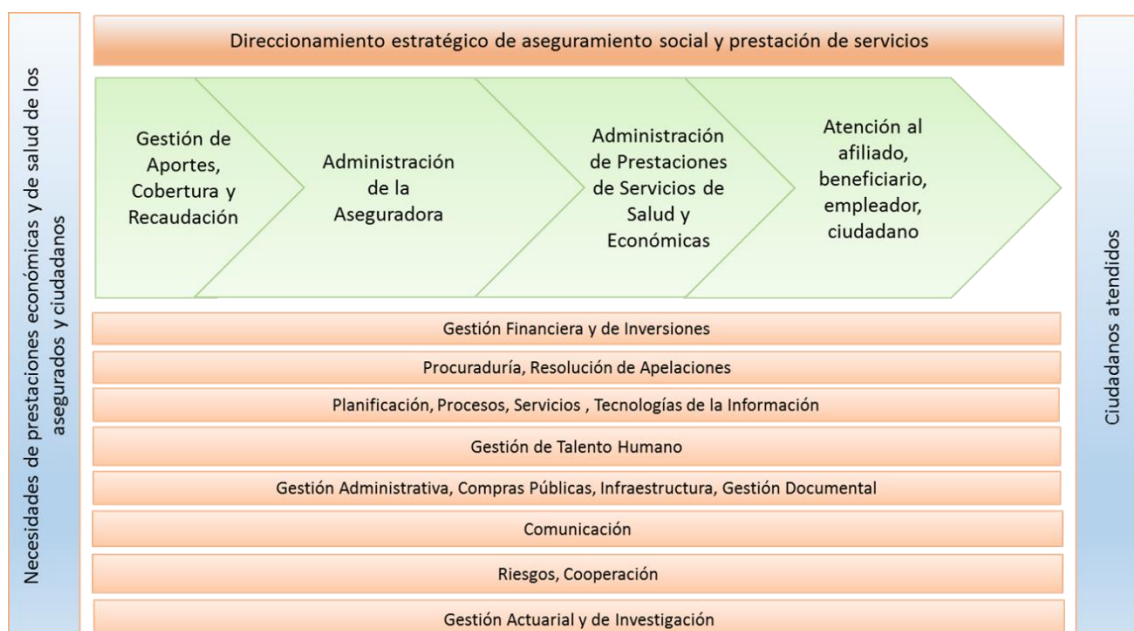 Necesidades de prestaciones económicas y de salud de los
asegurados y ciudadanos
Direccionamiento estratégico de aseguramiento social y prestación de servicios
Gestión de
Aportes,
Cobertura y
Recaudación
Administración
de la
Aseguradora
Administración
de Prestaciones
de Servicios de
Salud y
Económicas
Atención al
afiliado,
beneficiario,
empleador,
ciudadano
Gestión Financiera y de Inversiones
Procuraduría, Resolución de Apelaciones
Planificación, Procesos, Servicios , Tecnologías de la Información
Gestión de Talento Humano
Gestión Administrativa, Compras Públicas, Infraestructura, Gestión Documental
Comunicación
Riesgos, Cooperación
Gestión Actuarial y de Investigación
Ciudadanos atendidos